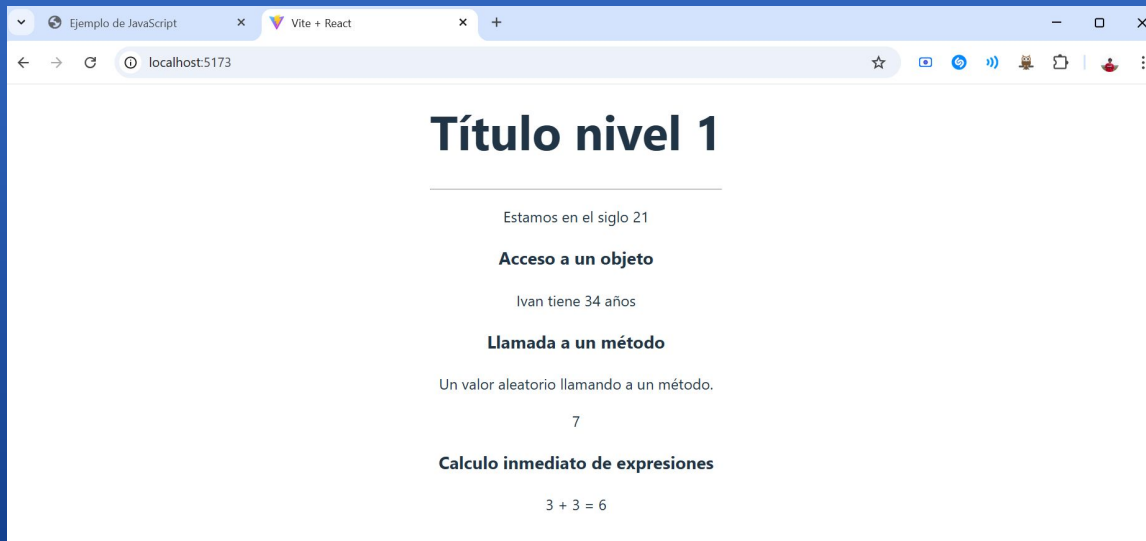 Ejemplo de JavaScript
Vite + React
localhost:5173
Título nivel 1
Estamos en el siglo 21
Acceso a un objeto
Ivan tiene 34 años
Llamada a un método
Un valor aleatorio llamando a un método.
7
Calculo inmediato de expresiones
3 + 3 = 6